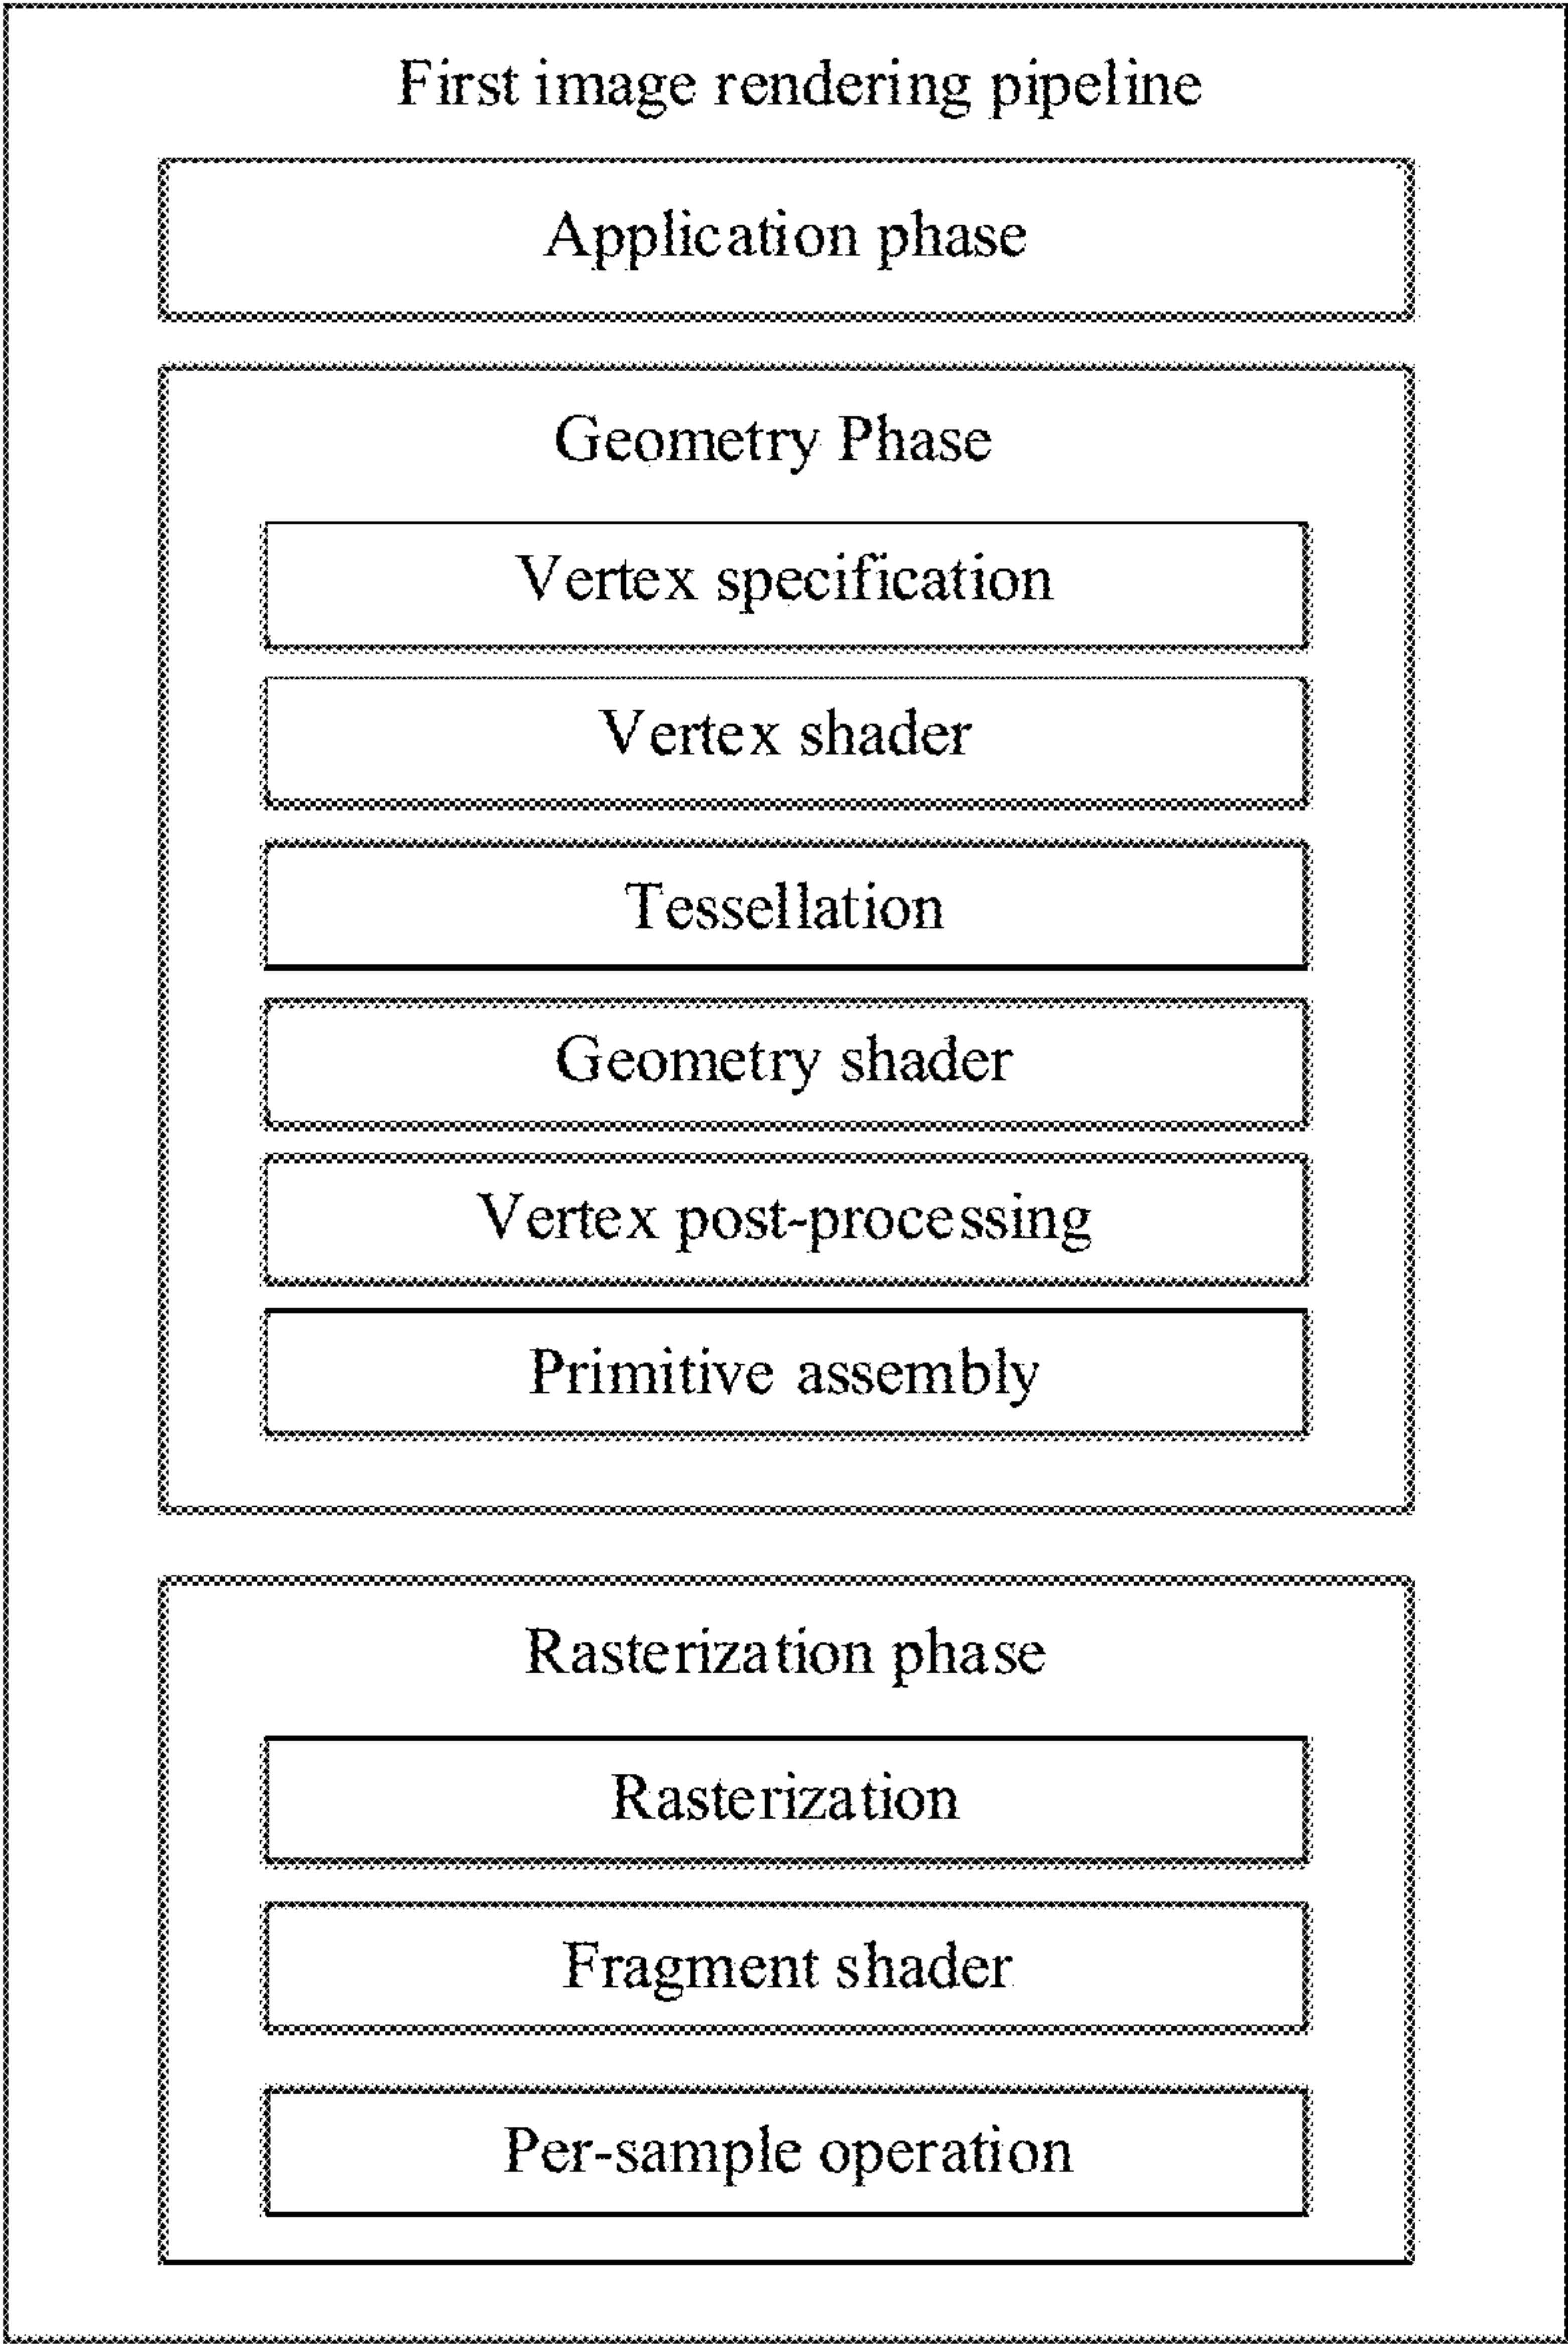 First image rendering pipeline
Application phase
Geometry Phase
Vertex specification
Vertex shader
Tessellation
Geometry shader
Vertex post-processing
Primitive assembly
Rasterization phase
Rasterization
Fragment shader
Per-sample operation